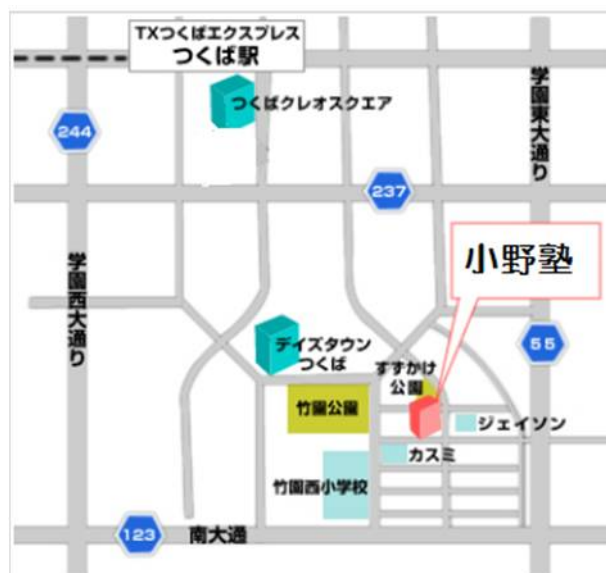 TXつくばエクスプレス
つくば駅
つくばクレオスクエア
学園東大通り
244
237
小野塾
学園西大通り
デイズタウン
つくば
すずかけ
公園
55
竹園公園
ジェイソン
カスミ
竹園西小学校
123
南大通